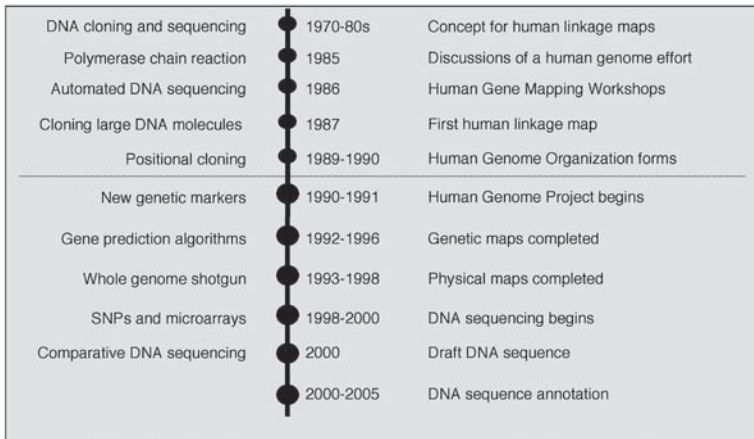 DNA cloning and sequencing 1970-80s Concept for human linkage maps
Polymerase chain reaction 1985 Discussions of a human genome effort
Automated DNA sequencing 1986 Human Gene Mapping Workshops
Cloning large DNA molecules 1987 First human linkage map
Positional cloning 1989-1990 Human Genome Organization forms
New genetic markers 1990-1991 Human Genome Project begins
Gene prediction algorithms 1992-1996 Genetic maps completed
Whole genome shotgun 1993-1998 Physical maps completed
SNPs and microarrays 1998-2000 DNA sequencing begins
Comparative DNA sequencing 2000 Draft DNA sequence
2000-2005 DNA sequence annotation